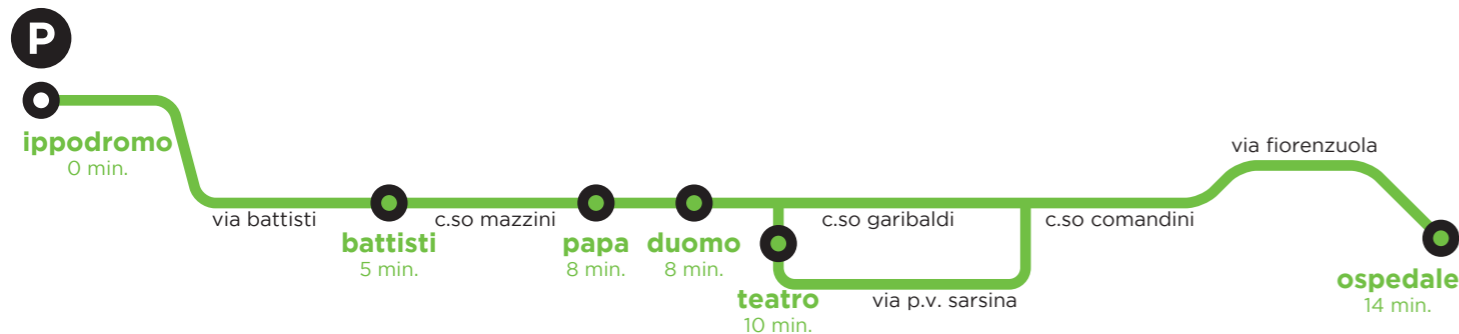 P
ippodromo
0 min.
via battisti
battisti
5 min.
c.so mazzini
papa
8 min.
duomo
8 min.
teatro
10 min.
c.so garibaldi
via p.v. sarsina
c.so comandini
via fiorenzuola
ospedale
14 min.